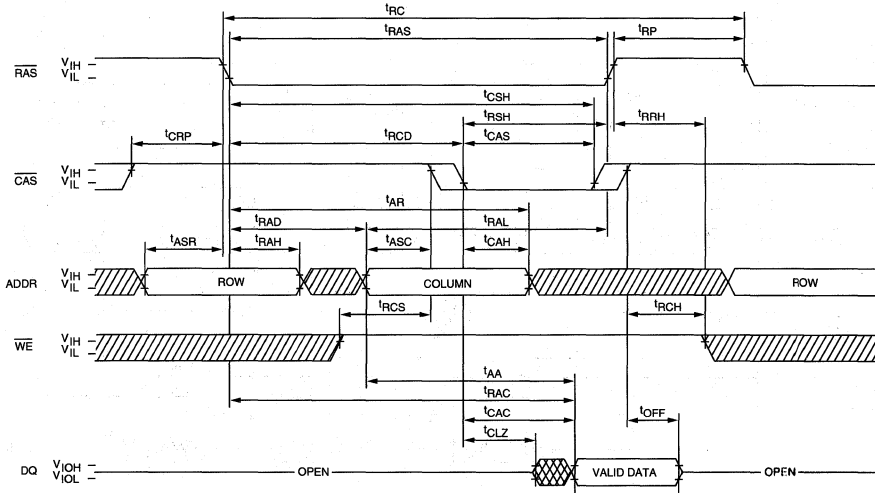 tRC
tRAS
tRP
RAS VIH
VIL
tCSH
tRSH
tRRH
tCRP
tRCD
tCAS
CAS VIH
VIL
tAR
tRAD
tRAL
tASR
tRAH
tASC
tCAH
ADDR VIH
VIL
ROW
COLUMN
ROW
tRCS
tRCH
WE VIH
VIL
tAA
tRAC
tCAC
tOFF
tCLZ
DQ VIOH
VIOL
OPEN
VALID DATA
OPEN